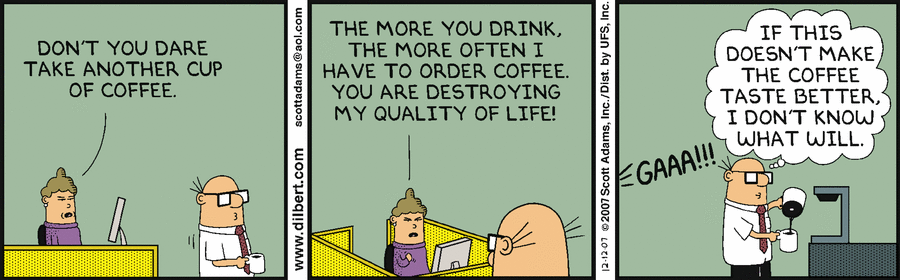 DON'T YOU DARE
TAKE ANOTHER CUP
OF COFFEE.
www.dilbert.com scottadams@aol.com
THE MORE YOU DRINK,
THE MORE OFTEN I
HAVE TO ORDER COFFEE.
YOU ARE DESTROYING
MY QUALITY OF LIFE!
12-12-07 © 2007 Scott Adams, Inc./Dist. by UFS, Inc.
GAAA!!!
IF THIS
DOESN'T MAKE
THE COFFEE
TASTE BETTER,
I DON'T KNOW
WHAT WILL.